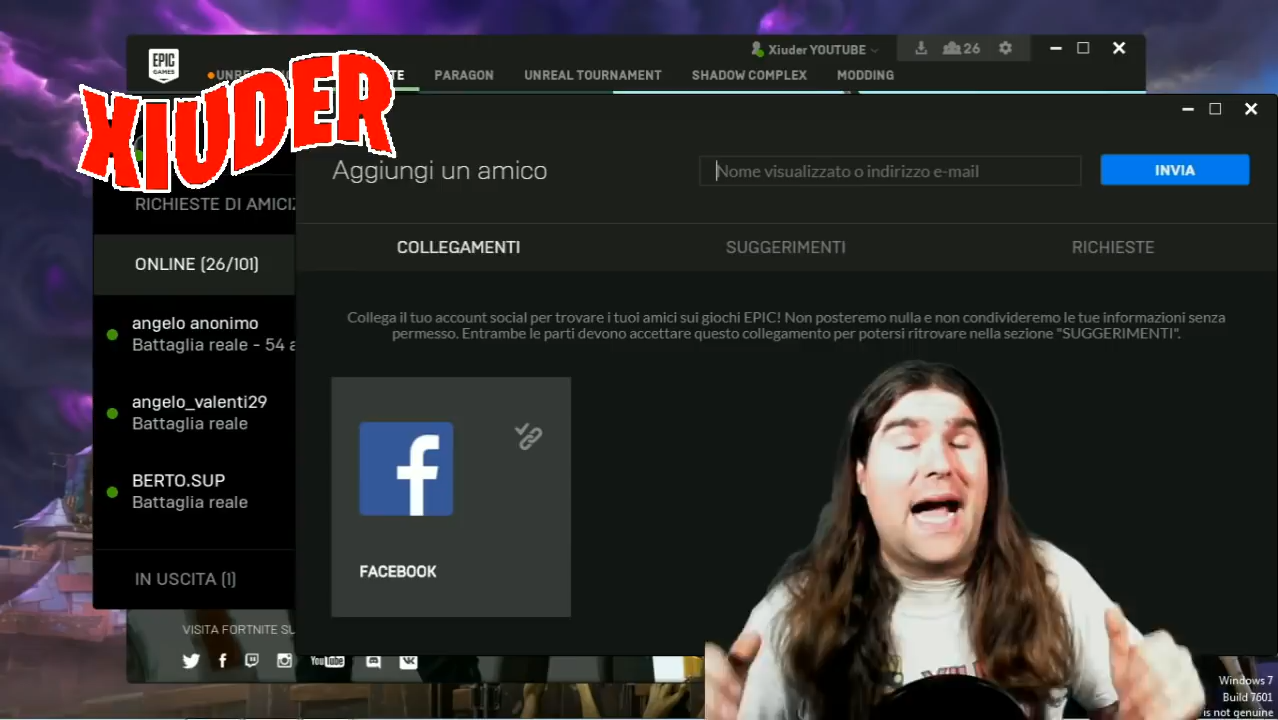 EPIC
GAMES
Xiuder YOUTUBE
26
PARAGON
UNREAL TOURNAMENT
SHADOW COMPLEX
MODDING
XIUDER
Aggiungi un amico
Nome visualizzato o indirizzo e-mail
INVIA
RICHIESTE DI AMICIZ
COLLEGAMENTI
SUGGERIMENTI
RICHIESTE
ONLINE (26/101)
Collega il tuo account social per trovare i tuoi amici sui giochi EPIC! Non posteremo nulla e non condivideremo le tue informazioni senza
permesso. Entrambe le parti devono accettare questo collegamento per potersi ritrovare nella sezione "SUGGERIMENTI".
angelo anonimo
Battaglia reale - 54 a
angelo_valenti29
Battaglia reale
BERTO.SUP
Battaglia reale
FACEBOOK
IN USCITA (1)
VISITA FORTNITE SU
You Tube
Windows 7
Build 7601
is not genuine